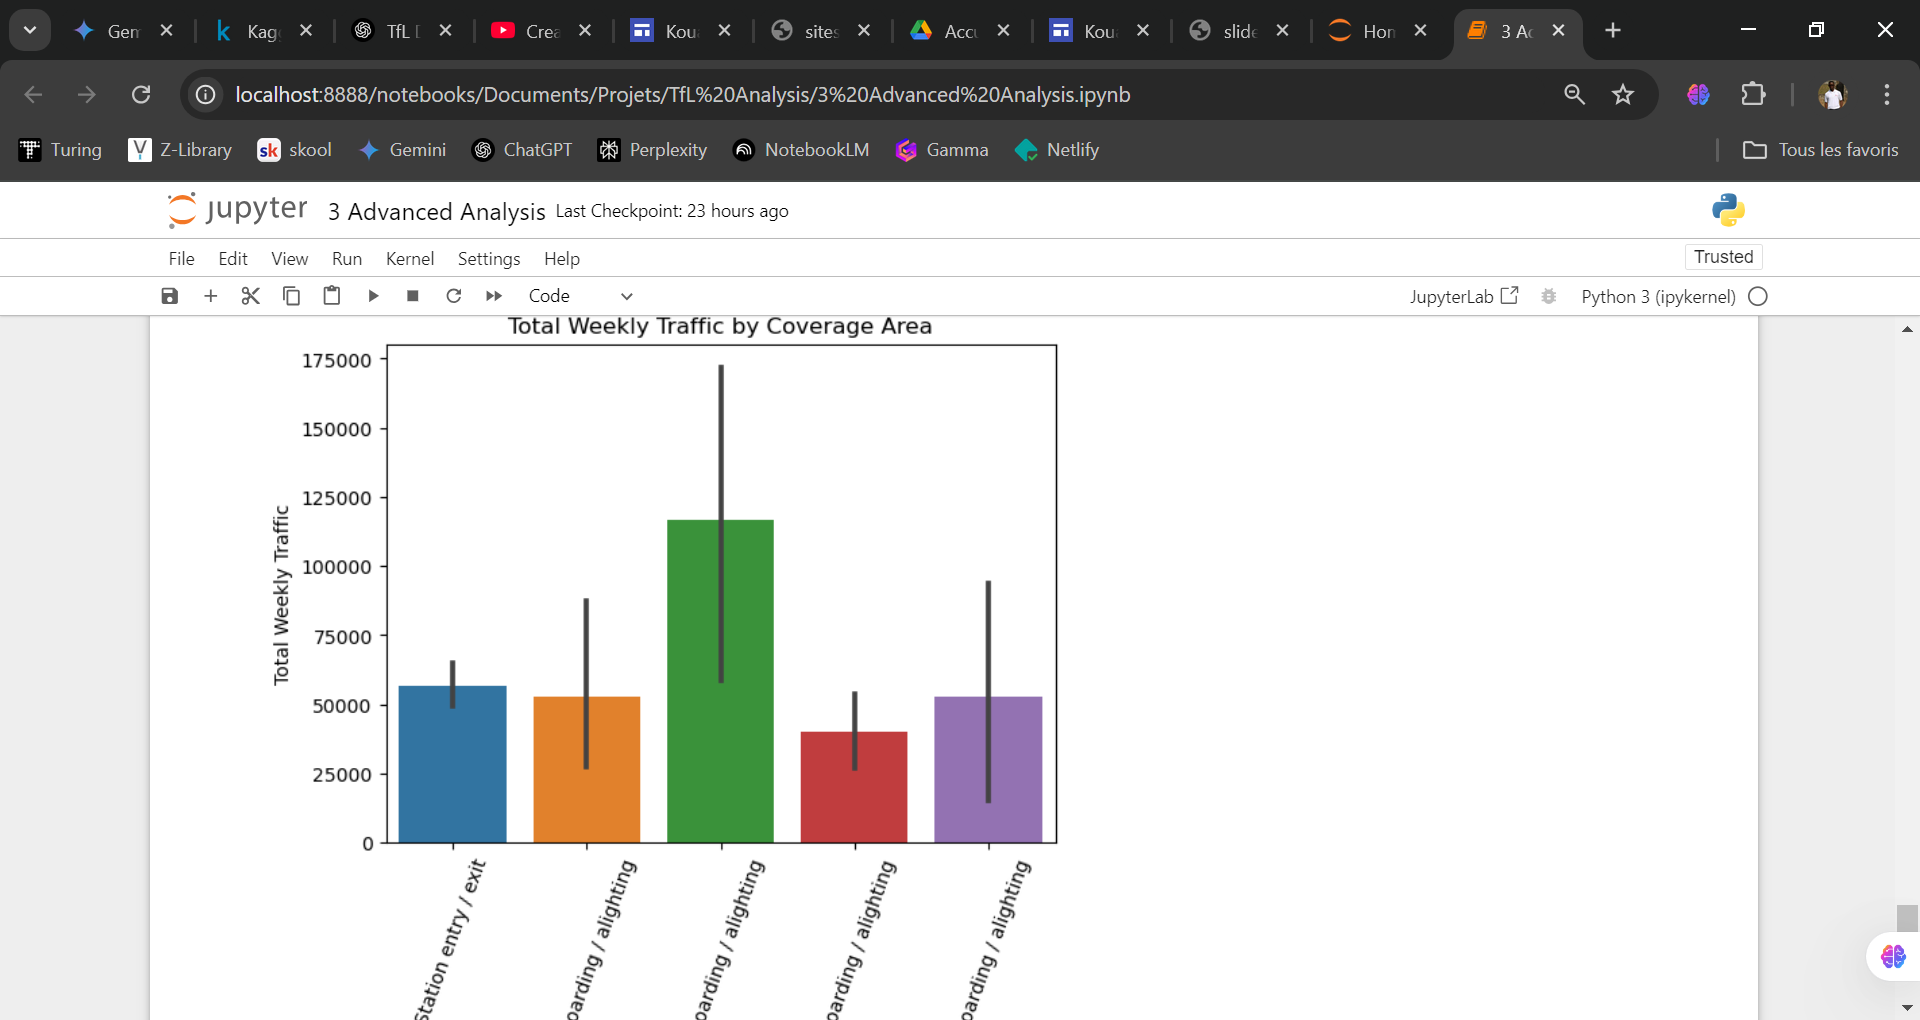 Gen
Kag
TfL D
Crea
Kou
sites
Accu
Kou
slide
Hon
3 Ac
localhost:8888/notebooks/Documents/Projets/TfL%20Analysis/3%20Advanced%20Analysis.ipynb
Turing
Z-Library
sk skool
Gemini
ChatGPT
Perplexity
NotebookLM
Gamma
Netlify
Tous les favoris
jupyter 3 Advanced Analysis Last Checkpoint: 23 hours ago
File Edit View Run Kernel Settings Help
Trusted
Code
JupyterLab
Python 3 (ipykernel)
Total Weekly Traffic by Coverage Area
175000
150000
125000
100000
75000
50000
25000
0
Total Weekly Traffic
Station entry / exit
oarding / alighting
oarding / alighting
oarding / alighting
oarding / alighting